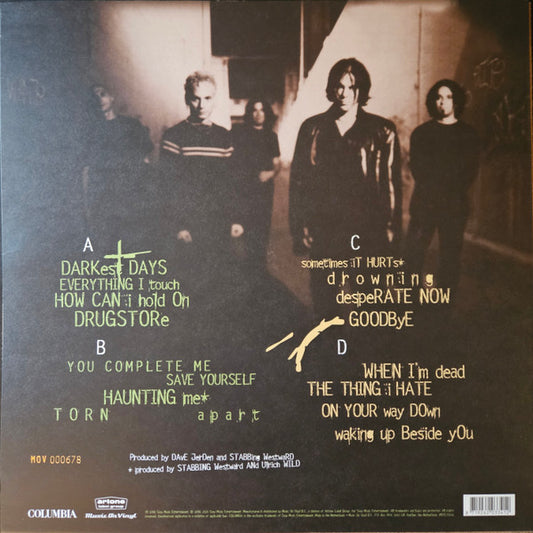 A
DARKest DAYS
EVERYTHING I touch
HOW CAN i hold On
DRUGSTORe
B
YOU COMPLETE ME
SAVE YOURSELF
HAUNTING me*
TORN apart
C
sometimes iT HURTs*
drowning
despeRATE NOW
GOODByE
D
WHEN I'm dead
THE THING i HATE
ON YOUR way DOwn
waking up Beside yOu
MOV 000678
Produced by DAvE JerDen and STABBing WestwaRD
* produced by STABBING Westward ANd Ulrich WILD
COLUMBIA
artone
label group
Music On Vinyl